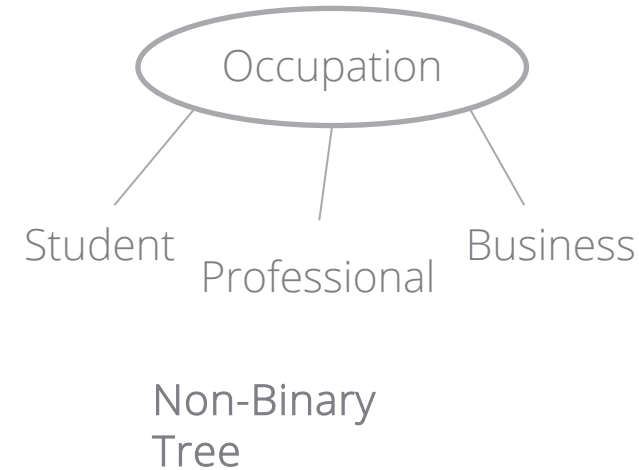 Occupation
Student
Professional
Business
Non-Binary
Tree